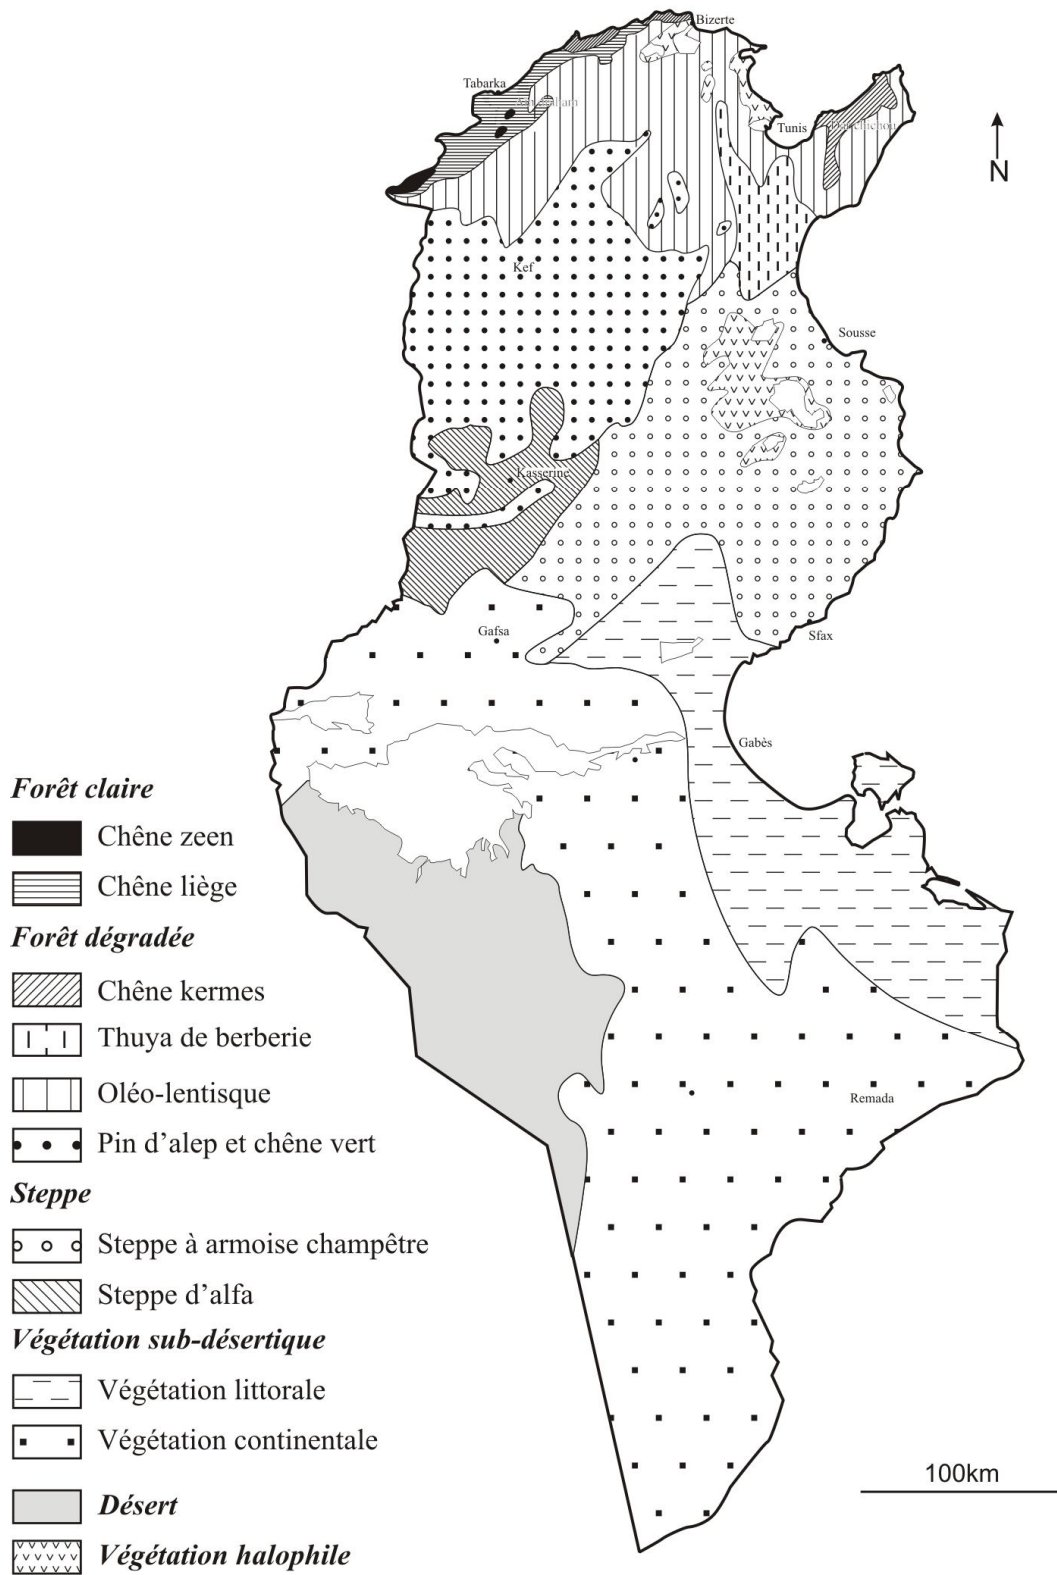 Bizerte
Tabarka
Tunis
N
Kef
Sousse
Kasserine
Gafsa
Sfax
Gabès
Remada
Forêt claire
Chêne zeen
Chêne liège
Forêt dégradée
Chêne kermes
Thuya de berberie
Oléo-lentisque
Pin d’alep et chêne vert
Steppe
Steppe à armoise champêtre
Steppe d’alfa
Végétation sub-désertique
Végétation littorale
Végétation continentale
Désert
Végétation halophile
100km